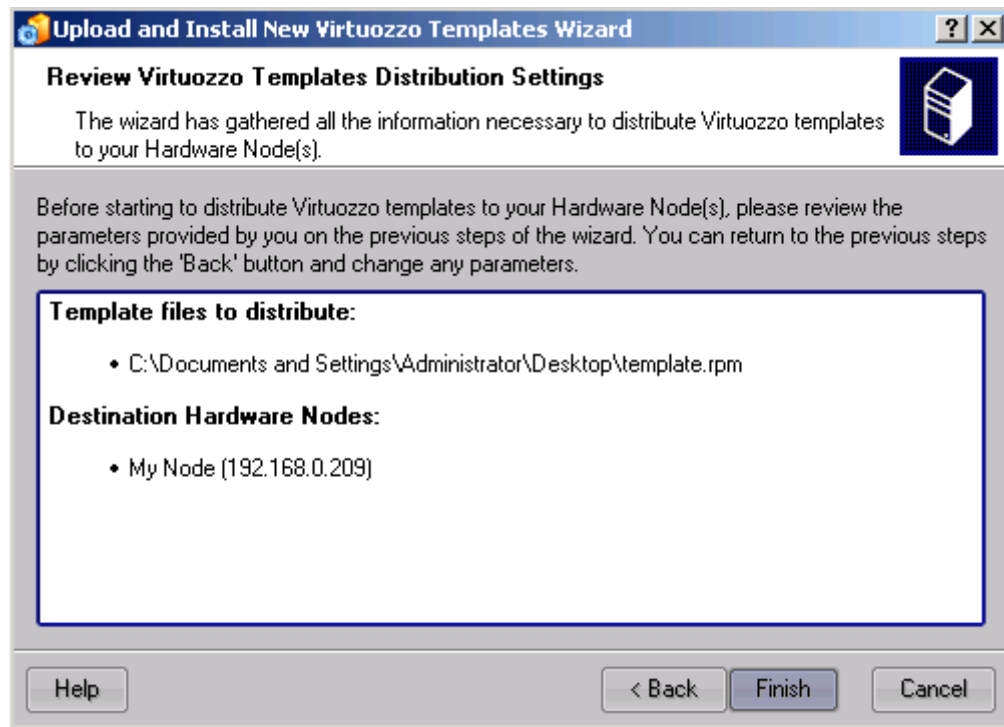 Upload and Install New Virtuozzo Templates Wizard
Review Virtuozzo Templates Distribution Settings
The wizard has gathered all the information necessary to distribute Virtuozzo templates
to your Hardware Node(s).
Before starting to distribute Virtuozzo templates to your Hardware Node(s), please review the
parameters provided by you on the previous steps of the wizard. You can return to the previous steps
by clicking the 'Back' button and change any parameters.
Template files to distribute:
• C:\Documents and Settings\Administrator\Desktop\template.rpm
Destination Hardware Nodes:
• My Node (192.168.0.209)
Help
< Back
Finish
Cancel